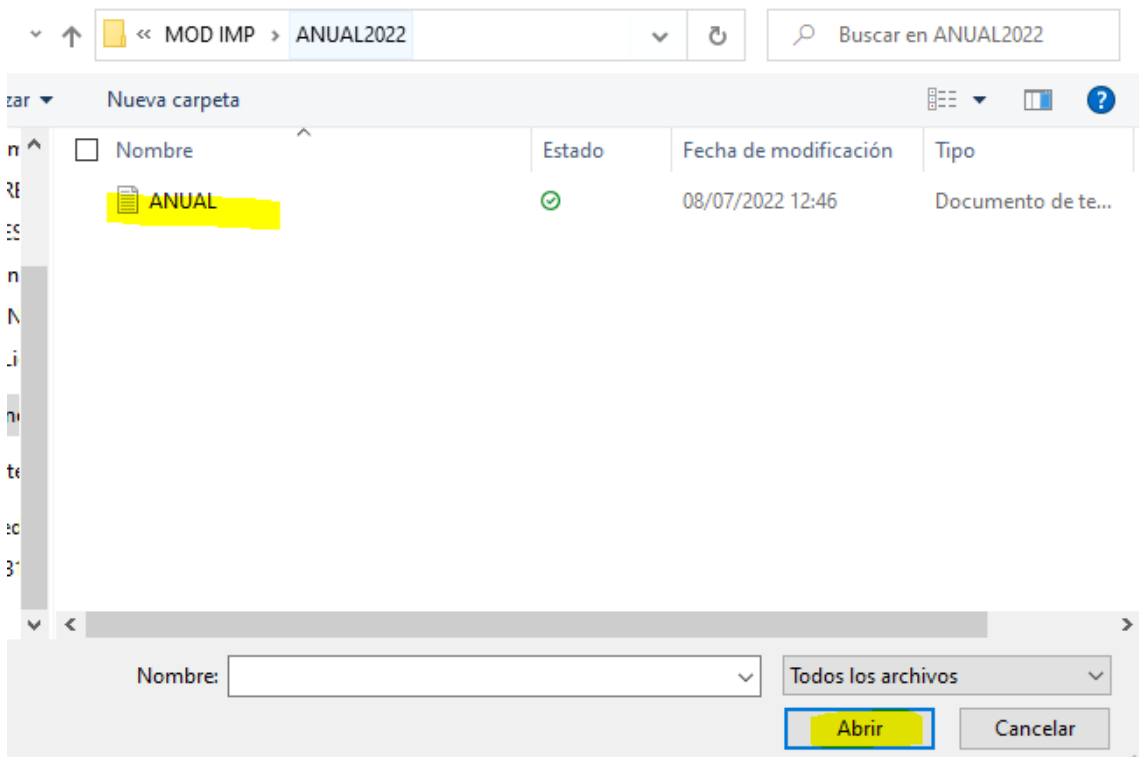 « MOD IMP > ANUAL2022
Buscar en ANUAL2022
Nueva carpeta
Nombre Estado Fecha de modificación Tipo
ANUAL 08/07/2022 12:46 Documento de te...
Nombre: Todos los archivos
Abrir Cancelar